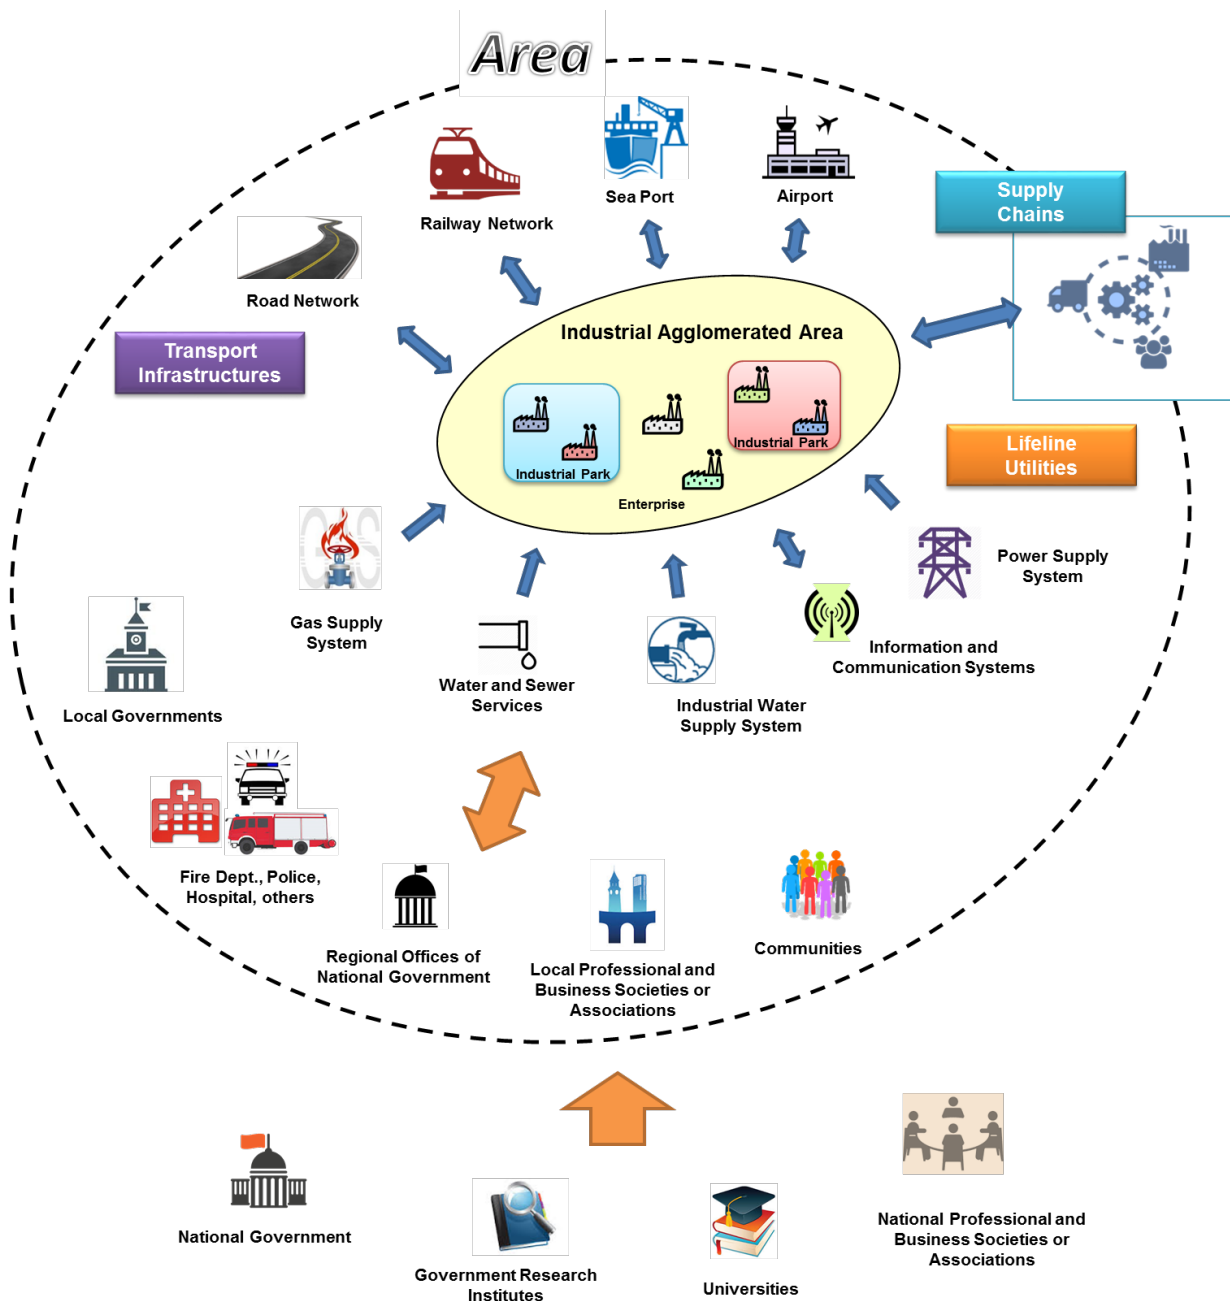 Area
Railway Network
Sea Port
Airport
Supply
Chains
Road Network
Transport
Infrastructures
Industrial Agglomerated Area
Industrial Park
Industrial Park
Enterprise
Lifeline
Utilities
GAS
Gas Supply
System
Water and Sewer
Services
Industrial Water
Supply System
Information and
Communication Systems
Power Supply
System
Local Governments
Fire Dept., Police,
Hospital, others
Regional Offices of
National Government
Local Professional and
Business Societies or
Associations
Communities
National Government
Government Research
Institutes
Universities
National Professional and
Business Societies or
Associations